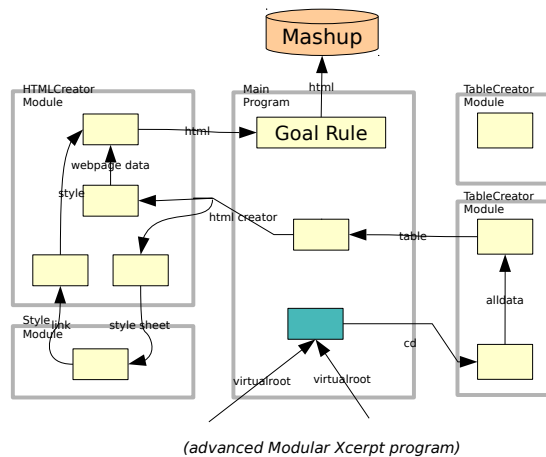 Mashup
HTMLCreator
Module
Main
Program
html
TableCreator
Module
html
Goal Rule
webpage data
style
TableCreator
Module
html creator
table
alldata
Style
Module
link
style sheet
cd
virtualroot
virtualroot
(advanced Modular Xcerpt program)